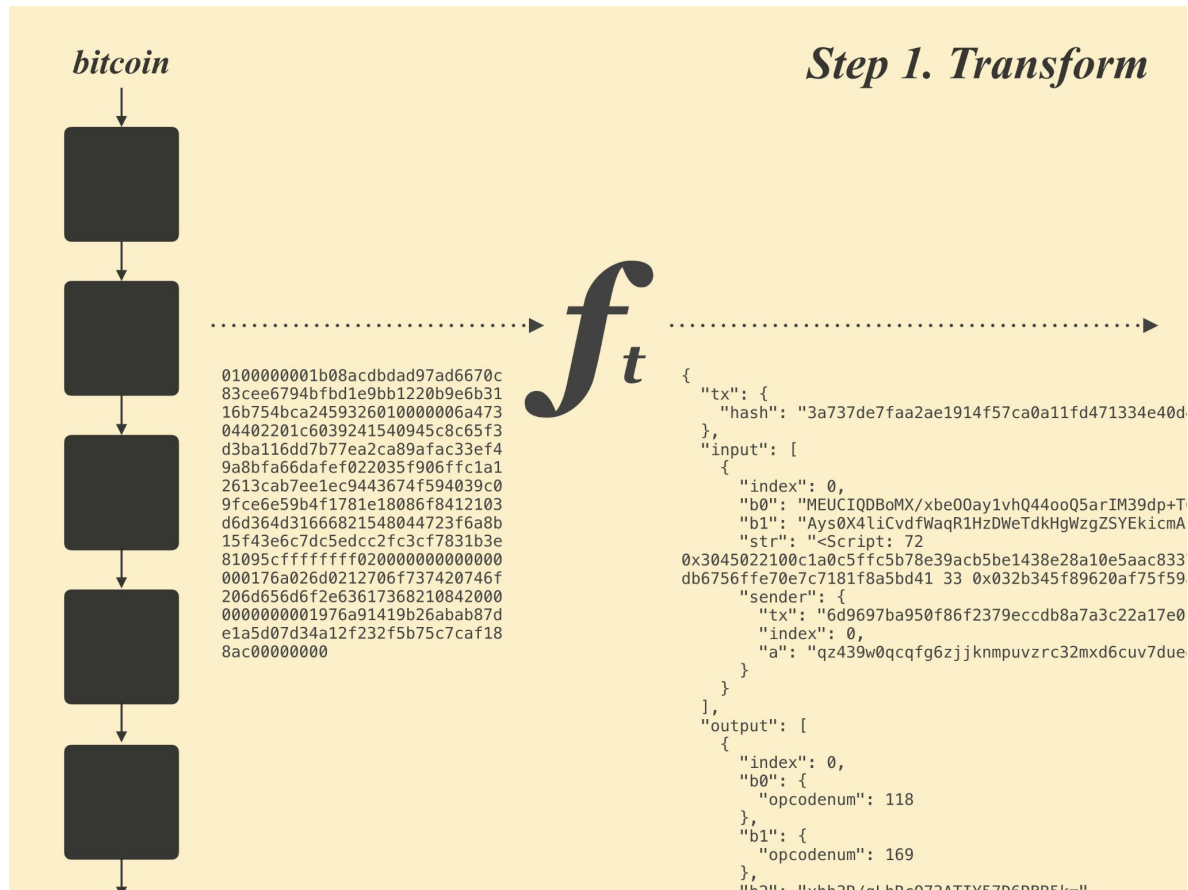 bitcoin
Step 1. Transform
f t
0100000001b08acdbdad97ad6670c
83cee6794bfbd1e9bb1220b9e6b31
16b754bca2459326010000006a473
04402201c6039241540945c8c65f3
d3ba116dd7b77ea2ca89afac33ef4
9a8bfa66dafef022035f906ffc1a1
2613cab7ee1ec9443674f594039c0
9fce6e59b4f1781e18086f8412103
d6d364d31666821548044723f6a8b
15f43e6c7dc5edcc2fc3cf7831b3e
81095cffffffff020000000000000
000176a026d0212706f737420746f
206d656d6f2e63617368210842000
0000000001976a91419b26abab87d
e1a5d07d34a12f232f5b75c7caf18
8ac00000000
{
"tx": {
"hash": "3a737de7faa2ae1914f57ca0a11fd471334e40d4
},
"input": [
{
"index": 0,
"b0": "MEUCIQDBoMX/xbeOOay1vhQ44ooQ5arIM39dp+T
"b1": "Ays0X4liCvdfWaqR1HzDWeTdkHgWzgZSYEkicmA
"str": "<Script: 72
0x3045022100c1a0c5ffc5b78e39acb5be1438e28a10e5aac833
db6756ffe70e7c7181f8a5bd41 33 0x032b345f89620af75f59
"sender": {
"tx": "6d9697ba950f86f2379eccdb8a7a3c22a17e0
"index": 0,
"a": "qz439w0qcqfg6zjjknmpuvzrc32mxd6cuv7due
}
}
],
"output": [
{
"index": 0,
"b0": {
"opcodenum": 118
},
"b1": {
"opcodenum": 169
},